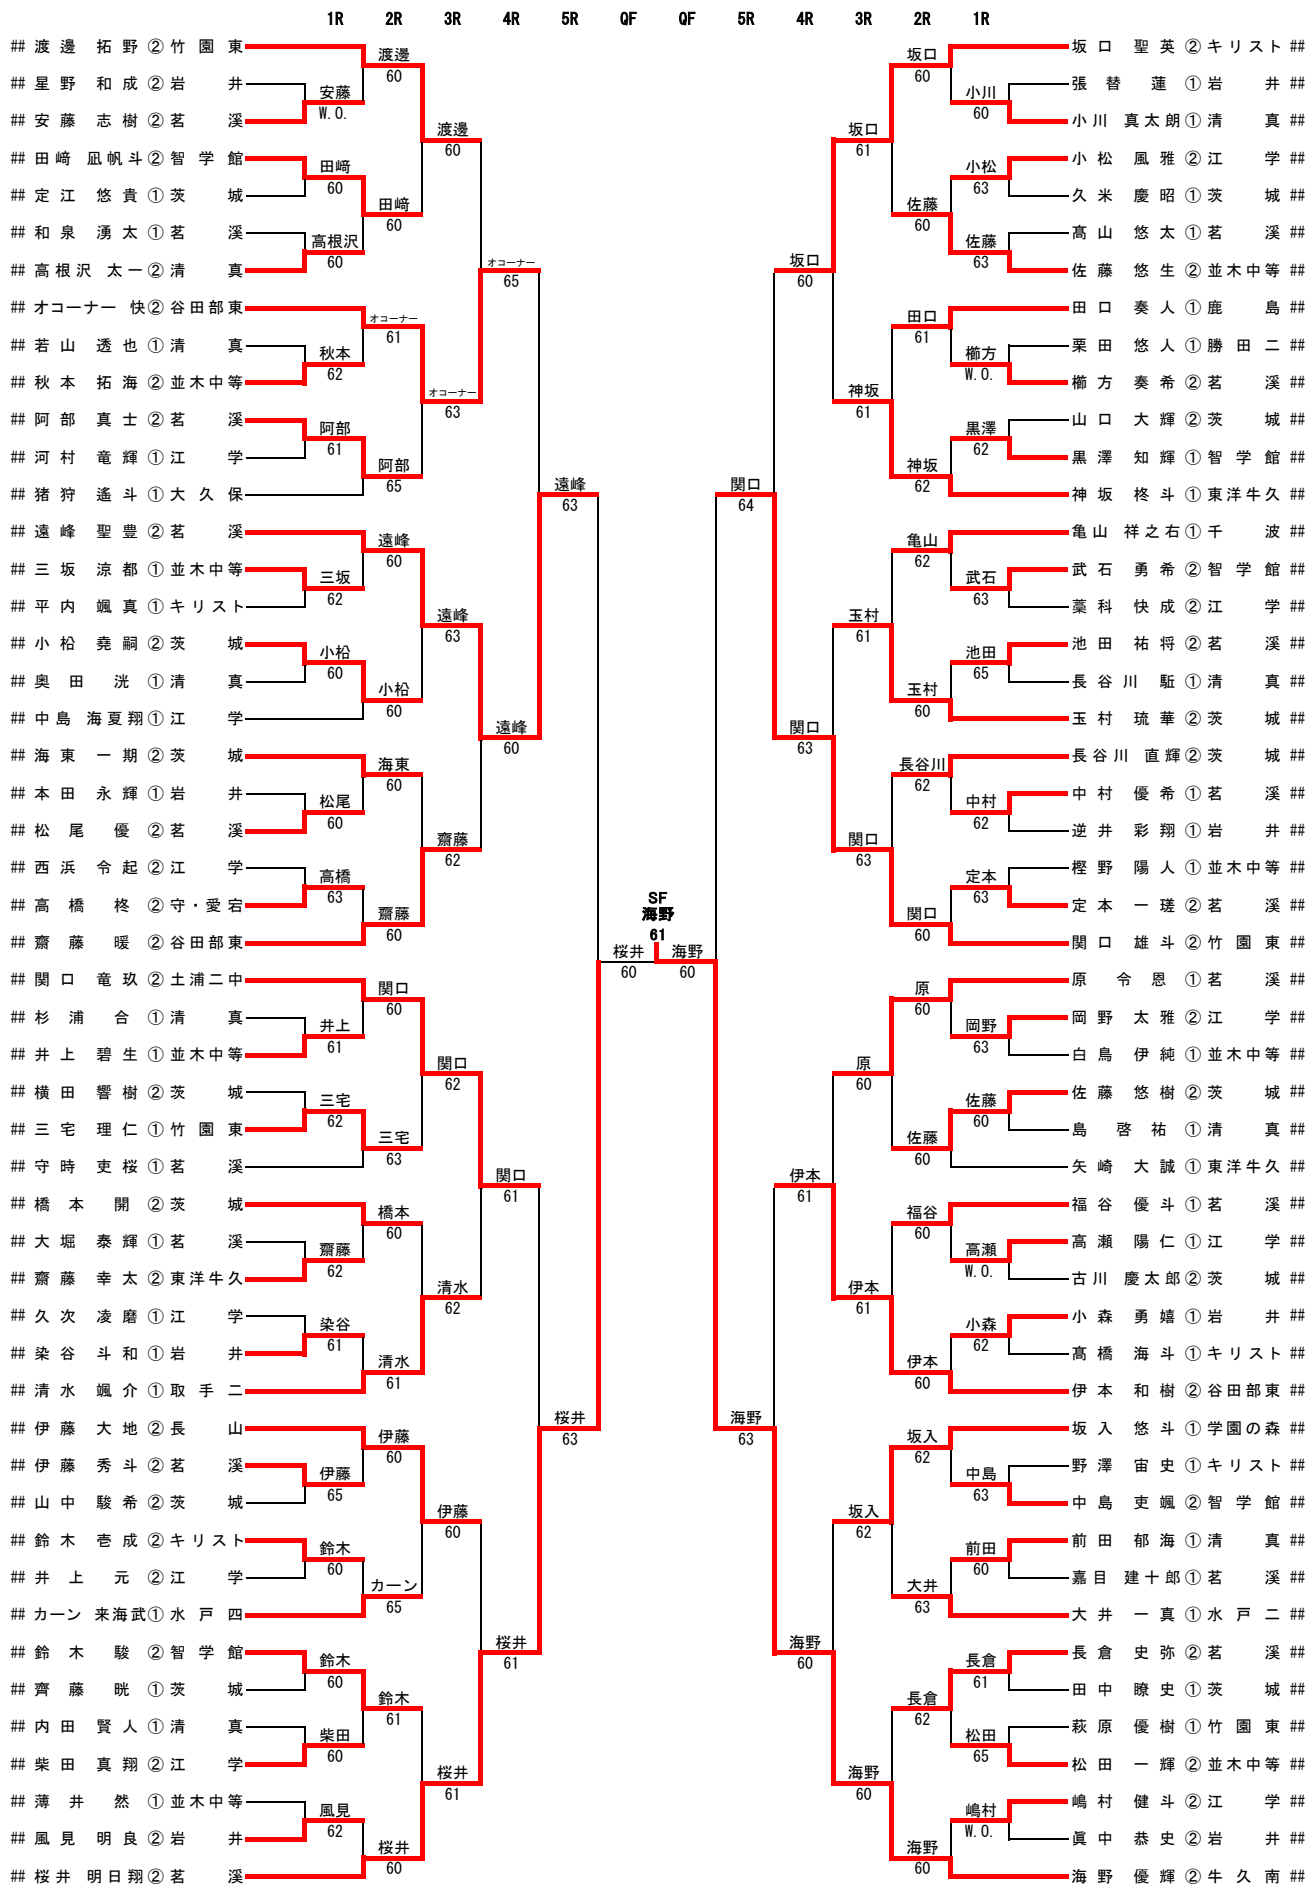 1R 2R 3R 4R 5R QF QF 5R 4R 3R 2R 1R
## 渡邊 拓野 ② 竹園東
## 星野 和成 ② 岩井
## 安藤 志樹 ② 茗溪
## 田﨑 凪帆斗 ② 智学館
## 定江 悠貴 ① 茨城
## 和泉 湧太 ① 茗溪
## 高根沢 太一 ② 清真
## オコーナー 快 ② 谷田部東
## 若山 透也 ① 清真
## 秋本 拓海 ② 並木中等
## 阿部 真士 ② 茗溪
## 河村 竜輝 ① 江学
## 猪狩 遙斗 ① 大久保
## 遠峰 聖豊 ② 茗溪
## 三坂 涼都 ① 並木中等
## 平内 颯真 ① キリスト
## 小松 堯嗣 ② 茨城
## 奥田 洸 ① 清真
## 中島 海夏翔 ① 江学
## 海東 一期 ② 茨城
## 本田 永輝 ① 岩井
## 松尾 優 ② 茗溪
## 西浜 令起 ② 江学
## 高橋 柊 ② 守・愛宕
## 齋藤 暖 ② 谷田部東
## 関口 竜玖 ② 土浦二中
## 杉浦 合 ① 清真
## 井上 碧生 ① 並木中等
## 横田 響樹 ② 茨城
## 三宅 理仁 ① 竹園東
## 守時 吏桜 ① 茗溪
## 橋本 開 ② 茨城
## 大堀 泰輝 ① 茗溪
## 齋藤 幸太 ② 東洋牛久
## 久次 凌磨 ① 江学
## 染谷 斗和 ① 岩井
## 清水 颯介 ① 取手二
## 伊藤 大地 ② 長山
## 伊藤 秀斗 ② 茗溪
## 山中 駿希 ② 茨城
## 鈴木 壱成 ② キリスト
## 井上 元 ② 江学
## カーン 来海武 ① 水戸四
## 鈴木 駿 ② 智学館
## 齊藤 晄 ① 茨城
## 内田 賢人 ① 清真
## 柴田 真翔 ② 江学
## 薄井 然 ① 並木中等
## 風見 明良 ② 岩井
## 桜井 明日翔 ② 茗溪
安藤
W.O.
田﨑
60
高根沢
60
秋本
62
阿部
61
三坂
62
小松
60
松尾
60
高橋
63
井上
61
三宅
62
齋藤
62
染谷
61
伊藤
65
鈴木
60
鈴木
60
柴田
60
風見
62
渡邊
60
田﨑
60
オコーナー
61
阿部
65
遠峰
60
小松
60
海東
60
齋藤
60
関口
60
三宅
63
橋本
60
清水
61
伊藤
60
カーン
65
鈴木
61
桜井
60
渡邊
60
オコーナー
63
遠峰
63
齋藤
62
関口
62
清水
62
伊藤
60
桜井
61
オコーナー
65
遠峰
60
関口
61
桜井
61
遠峰
63
桜井
63
桜井
60
SF
海野
61
海野
60
関口
64
海野
63
坂口
60
関口
63
伊本
61
海野
60
坂口
61
神坂
61
玉村
61
関口
63
原
60
伊本
61
坂入
62
海野
60
坂口
60
佐藤
60
田口
61
神坂
62
亀山
62
玉村
60
長谷川
62
関口
60
原
60
佐藤
60
福谷
60
伊本
60
坂入
62
大井
63
長倉
62
海野
60
小川
60
小松
63
佐藤
63
櫛方
W.O.
黒澤
62
武石
63
池田
65
中村
62
定本
63
岡野
63
佐藤
60
高瀬
W.O.
小森
62
中島
63
前田
60
長倉
61
松田
65
嶋村
W.O.
坂口 聖英 ② キリスト ##
張替 蓮 ① 岩井 ##
小川 真太朗 ① 清真 ##
小松 風雅 ② 江学 ##
久米 慶昭 ① 茨城 ##
髙山 悠太 ① 茗溪 ##
佐藤 悠生 ② 並木中等 ##
田口 奏人 ① 鹿島 ##
栗田 悠人 ① 勝田二 ##
櫛方 奏希 ② 茗溪 ##
山口 大輝 ② 茨城 ##
黒澤 知輝 ① 智学館 ##
神坂 柊斗 ① 東洋牛久 ##
亀山 祥之右 ① 千波 ##
武石 勇希 ② 智学館 ##
藁科 快成 ② 江学 ##
池田 祐将 ② 茗溪 ##
長谷川 駈 ① 清真 ##
玉村 琉華 ② 茨城 ##
長谷川 直輝 ② 茨城 ##
中村 優希 ① 茗溪 ##
逆井 彩翔 ① 岩井 ##
樫野 陽人 ① 並木中等 ##
定本 一瑳 ② 茗溪 ##
関口 雄斗 ② 竹園東 ##
原 令恩 ① 茗溪 ##
岡野 太雅 ② 江学 ##
白鳥 伊純 ① 並木中等 ##
佐藤 悠樹 ② 茨城 ##
島 啓祐 ① 清真 ##
矢崎 大誠 ① 東洋牛久 ##
福谷 優斗 ① 茗溪 ##
高瀬 陽仁 ① 江学 ##
古川 慶太郎 ② 茨城 ##
小森 勇嬉 ① 岩井 ##
髙橋 海斗 ① キリスト ##
伊本 和樹 ② 谷田部東 ##
坂入 悠斗 ① 学園の森 ##
野澤 宙史 ① キリスト ##
中島 吏颯 ② 智学館 ##
前田 郁海 ① 清真 ##
嘉目 建十郎 ① 茗溪 ##
大井 一真 ① 水戸二 ##
長倉 史弥 ② 茗溪 ##
田中 瞭史 ① 茨城 ##
萩原 優樹 ① 竹園東 ##
松田 一輝 ② 並木中等 ##
嶋村 健斗 ② 江学 ##
眞中 恭史 ② 岩井 ##
海野 優輝 ② 牛久南 ##